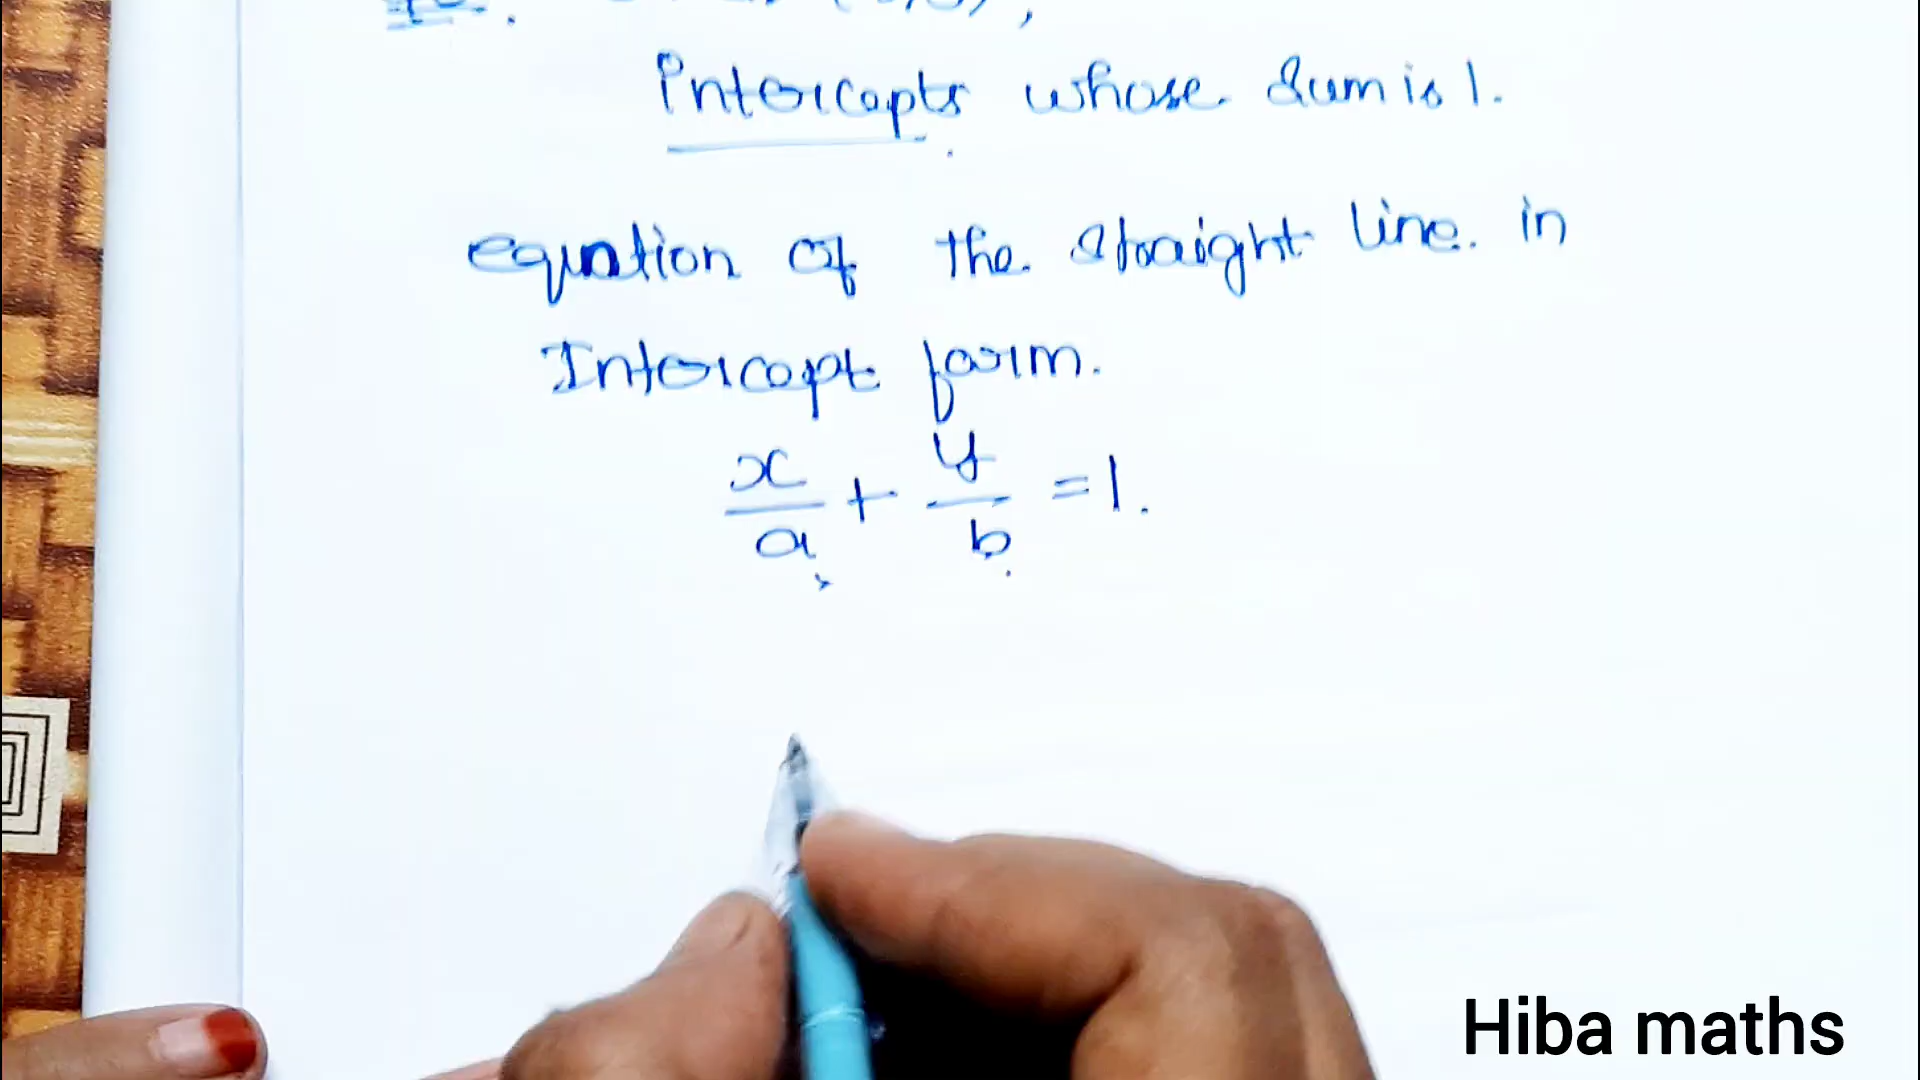 Intercepts whose sum is 1.
equation of the straight line. in
Intercept form.
x/a + y/b = 1.
Hiba maths